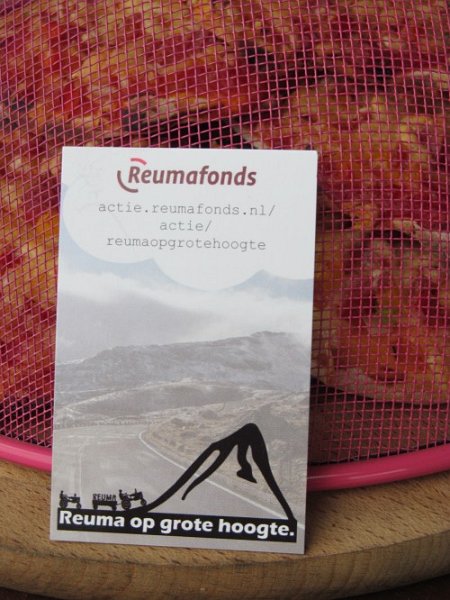 Reumafonds
actie.reumafonds.nl/
actie/
reumaopgrotehoogte
REUMA
Reuma op grote hoogte.